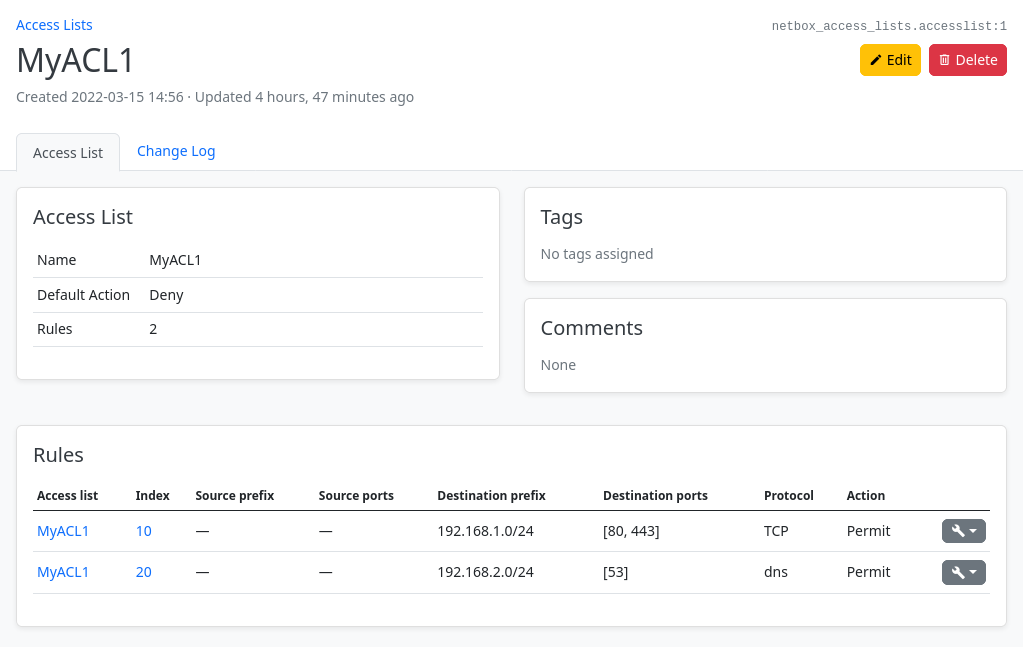 Access Lists
netbox_access_lists.accesslist:1
MyACL1
Edit
Delete
Created 2022-03-15 14:56 · Updated 4 hours, 47 minutes ago
Access List
Change Log
Access List
Name MyACL1
Default Action Deny
Rules 2
Tags
No tags assigned
Comments
None
Rules
Access list Index Source prefix Source ports Destination prefix Destination ports Protocol Action
MyACL1 10 — — 192.168.1.0/24 [80, 443] TCP Permit
MyACL1 20 — — 192.168.2.0/24 [53] dns Permit